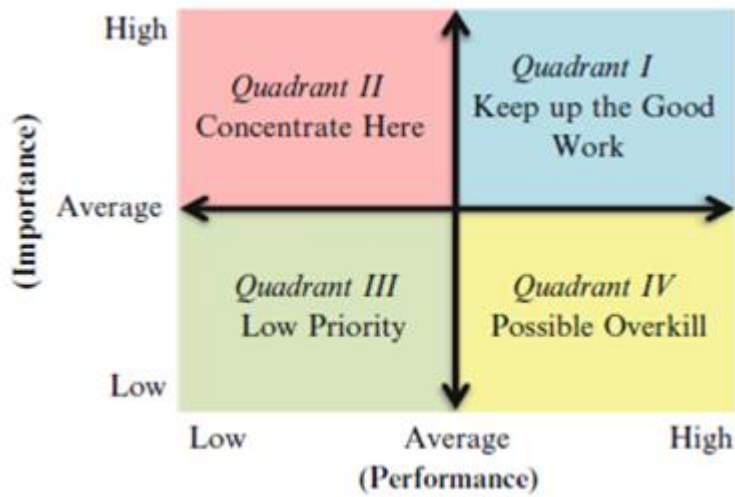 High
Quadrant II
Concentrate Here
Quadrant I
Keep up the Good
Work
(Importance)
Average
Quadrant III
Low Priority
Quadrant IV
Possible Overkill
Low
Low
Average
High
(Performance)